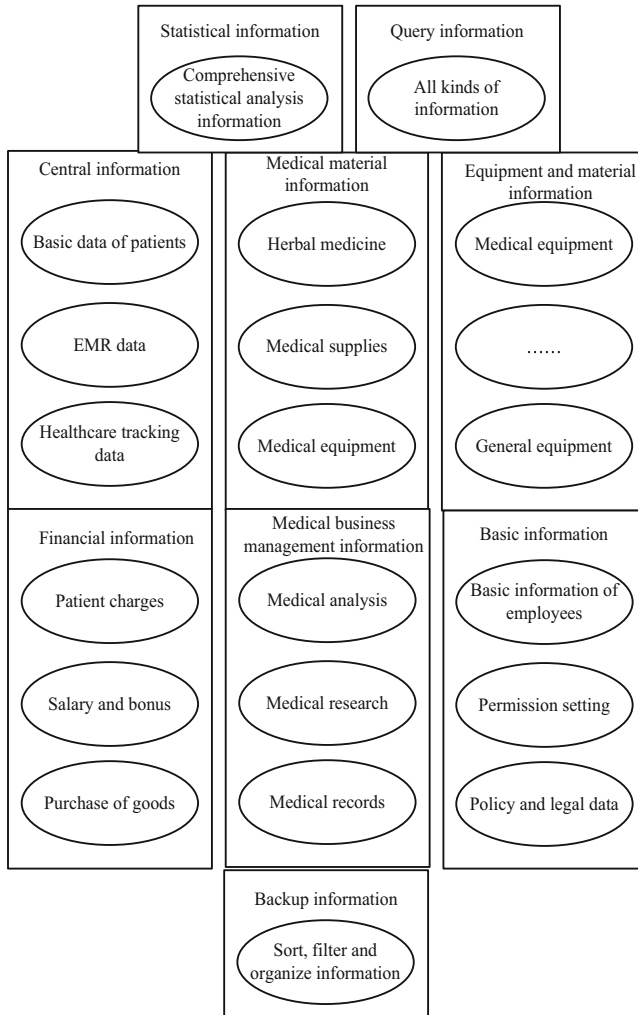 Statistical information
Comprehensive
statistical analysis
information
Query information
All kinds of
information
Central information
Basic data of patients
EMR data
Healthcare tracking
data
Medical material
information
Herbal medicine
Medical supplies
Medical equipment
Equipment and material
information
Medical equipment
......
General equipment
Financial information
Patient charges
Salary and bonus
Purchase of goods
Medical business
management information
Medical analysis
Medical research
Medical records
Basic information
Basic information of
employees
Permission setting
Policy and legal data
Backup information
Sort, filter and
organize information